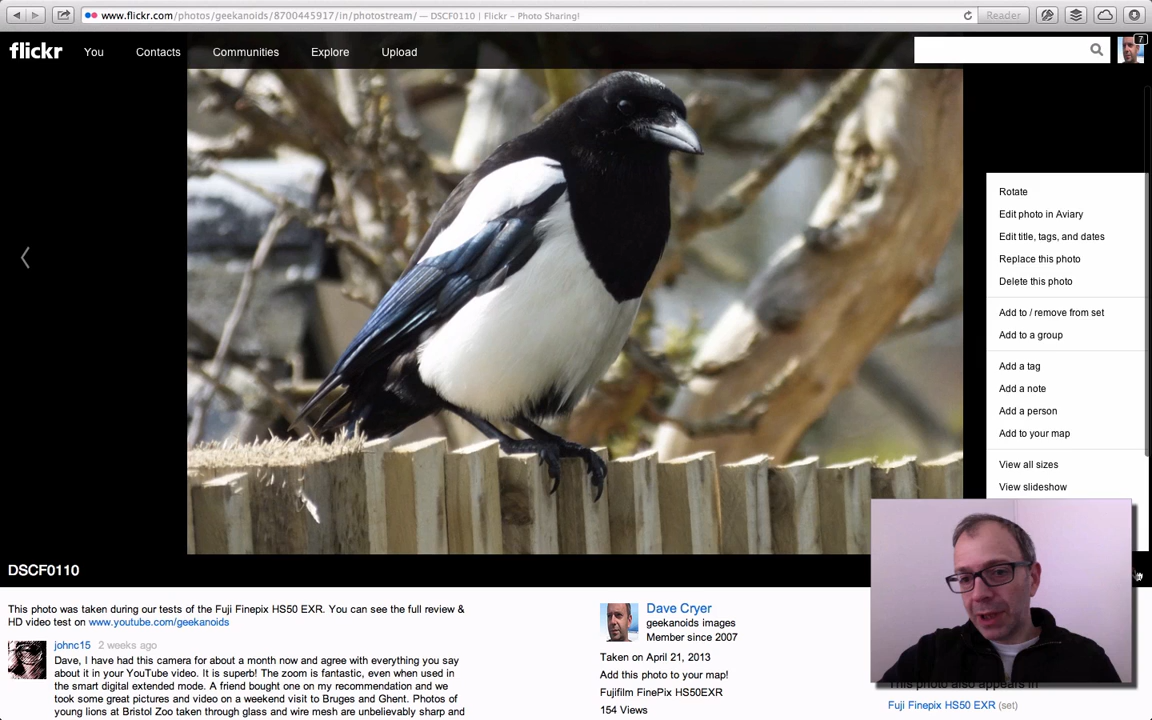 www.flickr.com/photos/geekanoids/8700445917/in/photostream/ — DSCF0110 | Flickr – Photo Sharing!
Reader
flickr You Contacts Communities Explore Upload
7
Rotate
Edit photo in Aviary
Edit title, tags, and dates
Replace this photo
Delete this photo
Add to / remove from set
Add to a group
Add a tag
Add a note
Add a person
Add to your map
View all sizes
View slideshow
DSCF0110
This photo was taken during our tests of the Fuji Finepix HS50 EXR. You can see the full review &
HD video test on www.youtube.com/geekanoids
johnc15 2 weeks ago
Dave, I have had this camera for about a month now and agree with everything you say
about it in your YouTube video. It is superb! The zoom is fantastic, even when used in
the smart digital extended mode. A friend bought one on my recommendation and we
took some great pictures and video on a weekend visit to Bruges and Ghent. Photos of
young lions at Bristol Zoo taken through glass and wire mesh are unbelievably sharp and
Dave Cryer
geekanoids images
Member since 2007
Taken on April 21, 2013
Add this photo to your map!
Fujifilm FinePix HS50EXR
154 Views
This photo also appears in
Fuji Finepix HS50 EXR (set)